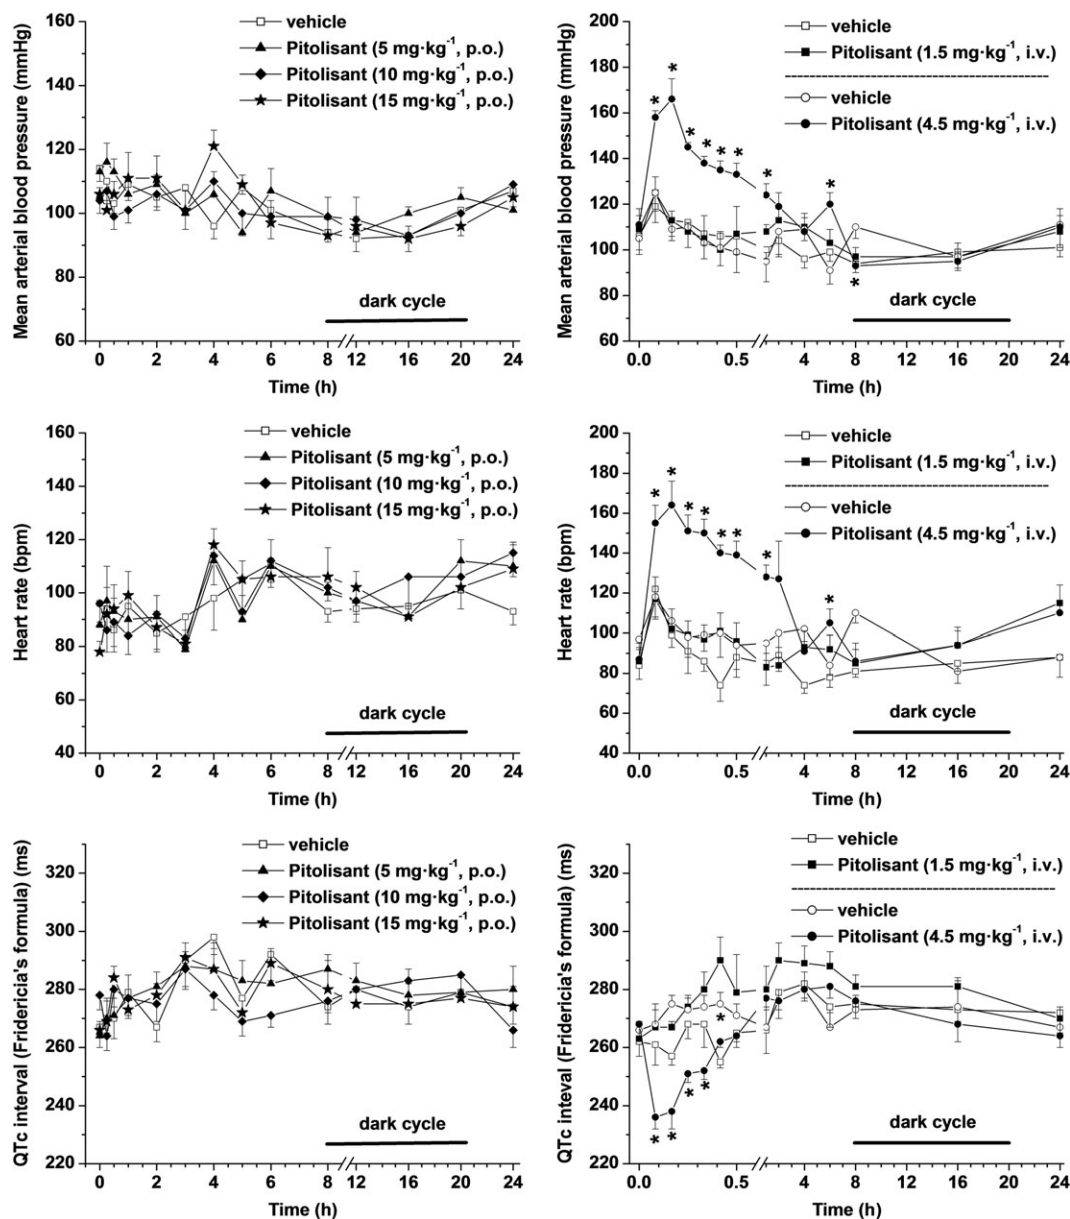 Mean arterial blood pressure (mmHg)
160
140
120
100
80
60
vehicle
Pitolisant (5 mg·kg⁻¹, p.o.)
Pitolisant (10 mg·kg⁻¹, p.o.)
Pitolisant (15 mg·kg⁻¹, p.o.)
dark cycle
0 2 4 6 8 12 16 20 24
Time (h)
Mean arterial blood pressure (mmHg)
200
180
160
140
120
100
80
60
vehicle
Pitolisant (1.5 mg·kg⁻¹, i.v.)
vehicle
Pitolisant (4.5 mg·kg⁻¹, i.v.)
* * * * * * * * *
dark cycle
0.0 0.5 4 8 12 16 20 24
Time (h)
Heart rate (bpm)
160
140
120
100
80
60
40
vehicle
Pitolisant (5 mg·kg⁻¹, p.o.)
Pitolisant (10 mg·kg⁻¹, p.o.)
Pitolisant (15 mg·kg⁻¹, p.o.)
dark cycle
0 2 4 6 8 12 16 20 24
Time (h)
Heart rate (bpm)
200
180
160
140
120
100
80
60
40
vehicle
Pitolisant (1.5 mg·kg⁻¹, i.v.)
vehicle
Pitolisant (4.5 mg·kg⁻¹, i.v.)
* * * * * * * *
dark cycle
0.0 0.5 4 8 12 16 20 24
Time (h)
QTc interval (Fridericia's formula) (ms)
320
300
280
260
240
220
vehicle
Pitolisant (5 mg·kg⁻¹, p.o.)
Pitolisant (10 mg·kg⁻¹, p.o.)
Pitolisant (15 mg·kg⁻¹, p.o.)
dark cycle
0 2 4 6 8 12 16 20 24
Time (h)
QTc inteval (Fridericia's formula) (ms)
320
300
280
260
240
220
vehicle
Pitolisant (1.5 mg·kg⁻¹, i.v.)
vehicle
Pitolisant (4.5 mg·kg⁻¹, i.v.)
* * * * *
dark cycle
0.0 0.5 4 8 12 16 20 24
Time (h)